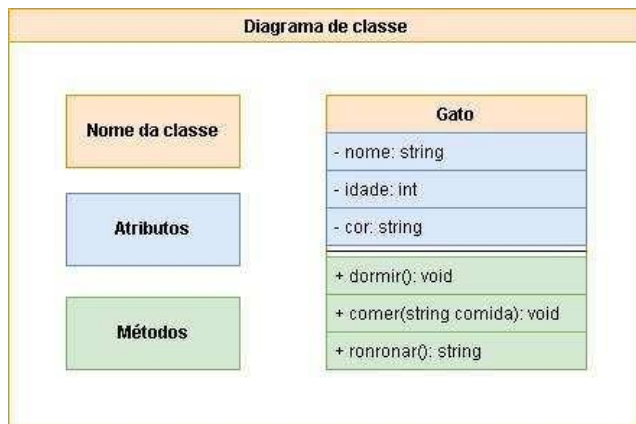 Diagrama de classe
Nome da classe
Atributos
Métodos
Gato
- nome: string
- idade: int
- cor: string
+ dormir(): void
+ comer(string comida): void
+ ronronar(): string